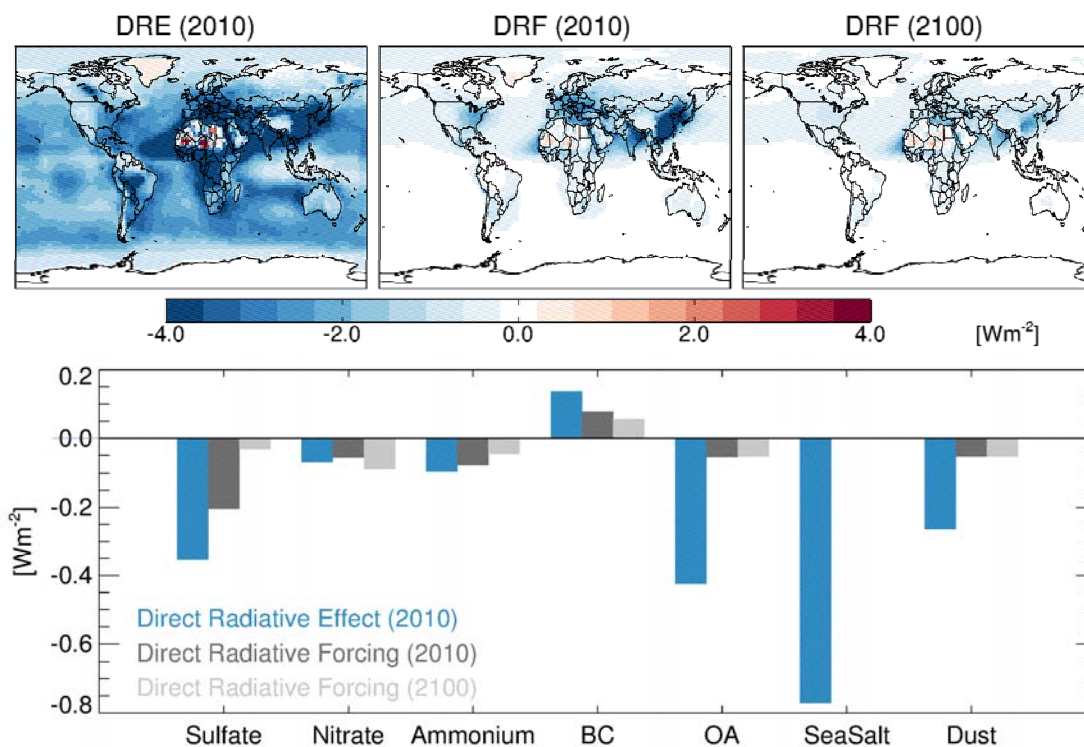 DRE (2010) DRF (2010) DRF (2100)
-4.0 -2.0 0.0 2.0 4.0 [Wm-2]
0.2
0.0
-0.2
-0.4
-0.6
-0.8
[Wm-2]
Direct Radiative Effect (2010)
Direct Radiative Forcing (2010)
Direct Radiative Forcing (2100)
Sulfate Nitrate Ammonium BC OA SeaSalt Dust